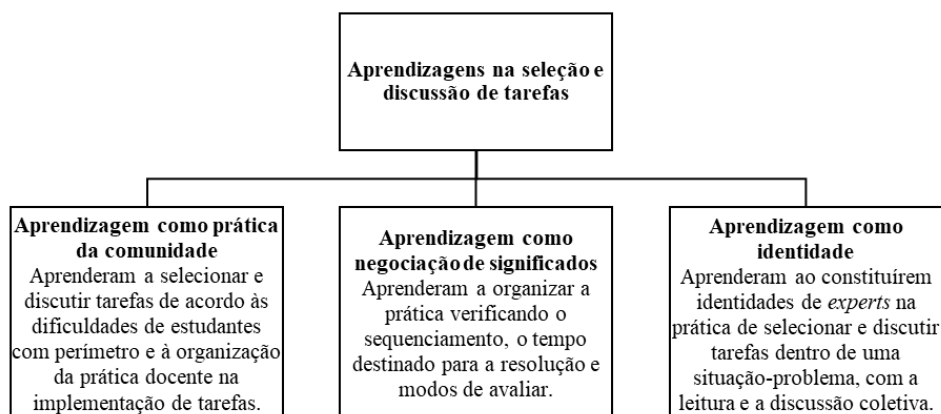 Aprendizagens na seleção e
discussão de tarefas
Aprendizagem como prática
da comunidade
Aprenderam a selecionar e
discutir tarefas de acordo às
dificuldades de estudantes
com perímetro e à organização
da prática docente na
implementação de tarefas.
Aprendizagem como
negociação de significados
Aprenderam a organizar a
prática verificando o
sequenciamento, o tempo
destinado para a resolução e
modos de avaliar.
Aprendizagem como
identidade
Aprenderam ao constituírem
identidades de experts na
prática de selecionar e discutir
tarefas dentro de uma
situação-problema, com a
leitura e a discussão coletiva.